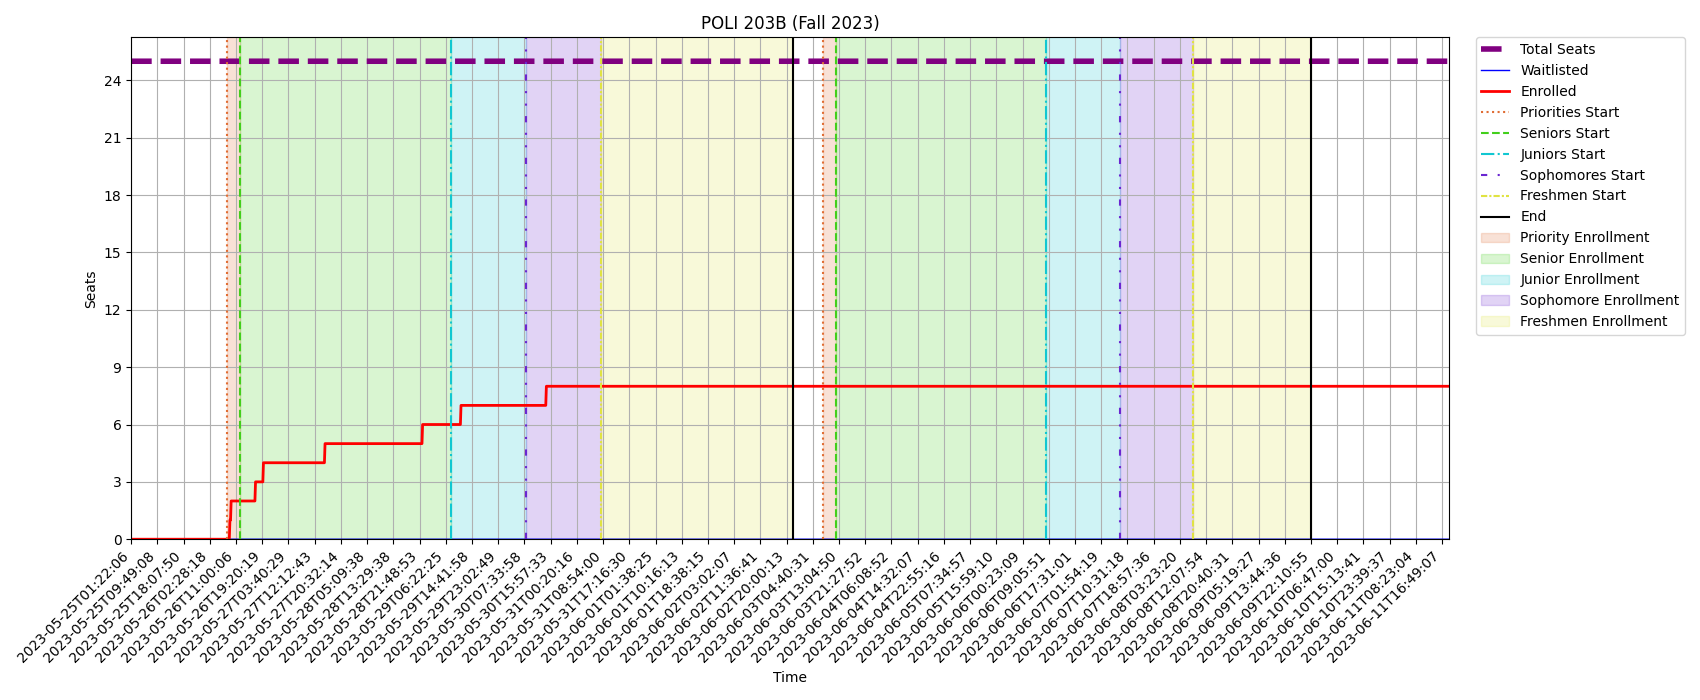 POLI 203B (Fall 2023)
Seats
24
21
18
15
12
9
6
3
0
2023-05-25T01:22:06
2023-05-25T09:49:08
2023-05-25T18:07:50
2023-05-26T02:28:18
2023-05-26T11:00:06
2023-05-26T19:20:19
2023-05-27T03:40:29
2023-05-27T12:12:43
2023-05-27T20:32:14
2023-05-28T05:09:38
2023-05-28T13:29:38
2023-05-28T21:48:53
2023-05-29T06:22:25
2023-05-29T14:41:58
2023-05-29T23:02:49
2023-05-30T07:33:58
2023-05-30T15:57:33
2023-05-31T00:20:16
2023-05-31T08:54:00
2023-05-31T17:16:30
2023-06-01T01:38:25
2023-06-01T10:16:13
2023-06-01T18:38:15
2023-06-02T03:02:07
2023-06-02T11:36:41
2023-06-02T20:00:13
2023-06-03T04:40:31
2023-06-03T13:04:50
2023-06-03T21:27:52
2023-06-04T06:08:52
2023-06-04T14:32:07
2023-06-04T22:55:16
2023-06-05T07:34:57
2023-06-05T15:59:10
2023-06-06T00:23:09
2023-06-06T09:05:51
2023-06-06T17:31:01
2023-06-07T01:54:19
2023-06-07T10:31:18
2023-06-07T18:57:36
2023-06-08T03:23:20
2023-06-08T12:07:54
2023-06-08T20:40:31
2023-06-09T05:19:27
2023-06-09T13:44:36
2023-06-09T22:10:55
2023-06-10T06:47:00
2023-06-10T15:13:41
2023-06-10T23:39:37
2023-06-11T08:23:04
2023-06-11T16:49:07
Time
Total Seats
Waitlisted
Enrolled
Priorities Start
Seniors Start
Juniors Start
Sophomores Start
Freshmen Start
End
Priority Enrollment
Senior Enrollment
Junior Enrollment
Sophomore Enrollment
Freshmen Enrollment